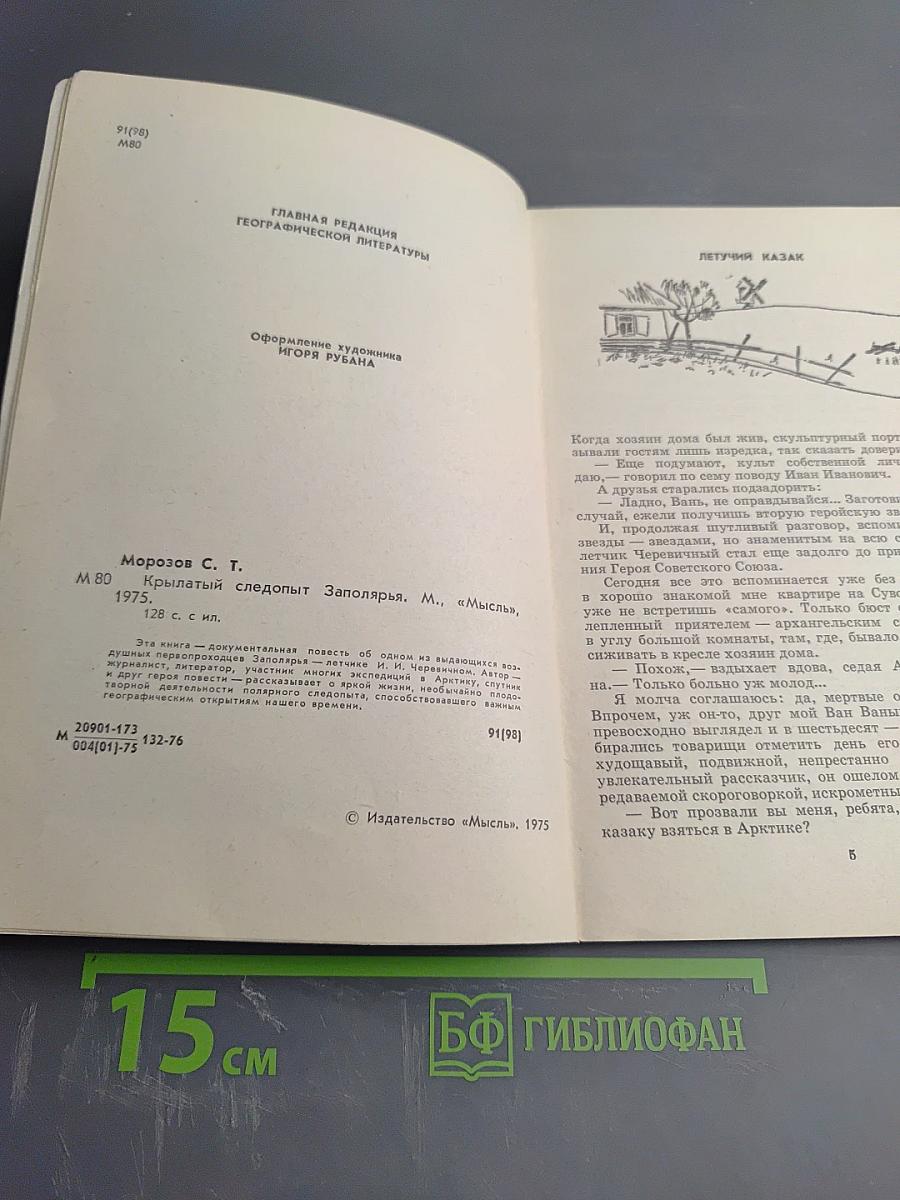 91(98)
М80
ГЛАВНАЯ РЕДАКЦИЯ
ГЕОГРАФИЧЕСКОЙ ЛИТЕРАТУРЫ
Оформление художника
ИГОРЯ РУБАНА
Морозов С. Т.
М 80 Крылатый следопыт Заполярья. М., «Мысль»,
1975.
128 с. с ил.
Эта книга — документальная повесть об одном из выдающихся воз-
душных первопроходцев Заполярья — летчике И. И. Черевичном. Автор —
журналист, литератор, участник многих экспедиций в Арктику, спутник
и друг героя повести — рассказывает о яркой жизни, необычайно плодо-
творной деятельности полярного следопыта, способствовавшего важным
географическим открытиям нашего времени.
М 20901-173
004(01)-75 132-76
91(98)
© Издательство «Мысль». 1975
ЛЕТУЧИЙ КАЗАК
Когда хозяин дома был жив, скульптурный порт
зывали гостям лишь изредка, так сказать довери
— Еще подумают, культ собственной лич
даю,— говорил по сему поводу Иван Иванович.
А друзья старались подзадорить:
— Ладно, Вань, не оправдывайся... Заготови
случай, ежели получишь вторую геройскую зв
И, продолжая шутливый разговор, вспоми
звезды — звездами, но знаменитым на всю с
летчик Черевичный стал еще задолго до при
ния Героя Советского Союза.
Сегодня все это вспоминается уже без
в хорошо знакомой мне квартире на Суво
уже не встретишь «самого». Только бюст
лепленный приятелем — архангельским с
в углу большой комнаты, там, где, бывало
сиживать в кресле хозяин дома.
— Похож,— вздыхает вдова, седая А
на.— Только больно уж молод...
Я молча соглашаюсь: да, мертвые о
Впрочем, уж он-то, друг мой Ван Ваны
превосходно выглядел и в шестьдесят —
бирались товарищи отметить день его
худощавый, подвижной, непрестанно
увлекательный рассказчик, он ошелом
редаваемой скороговоркой, искрометны
— Вот прозвали вы меня, ребята,
казаку взяться в Арктике?
5
15 см
БФ ГИБЛИОФАН